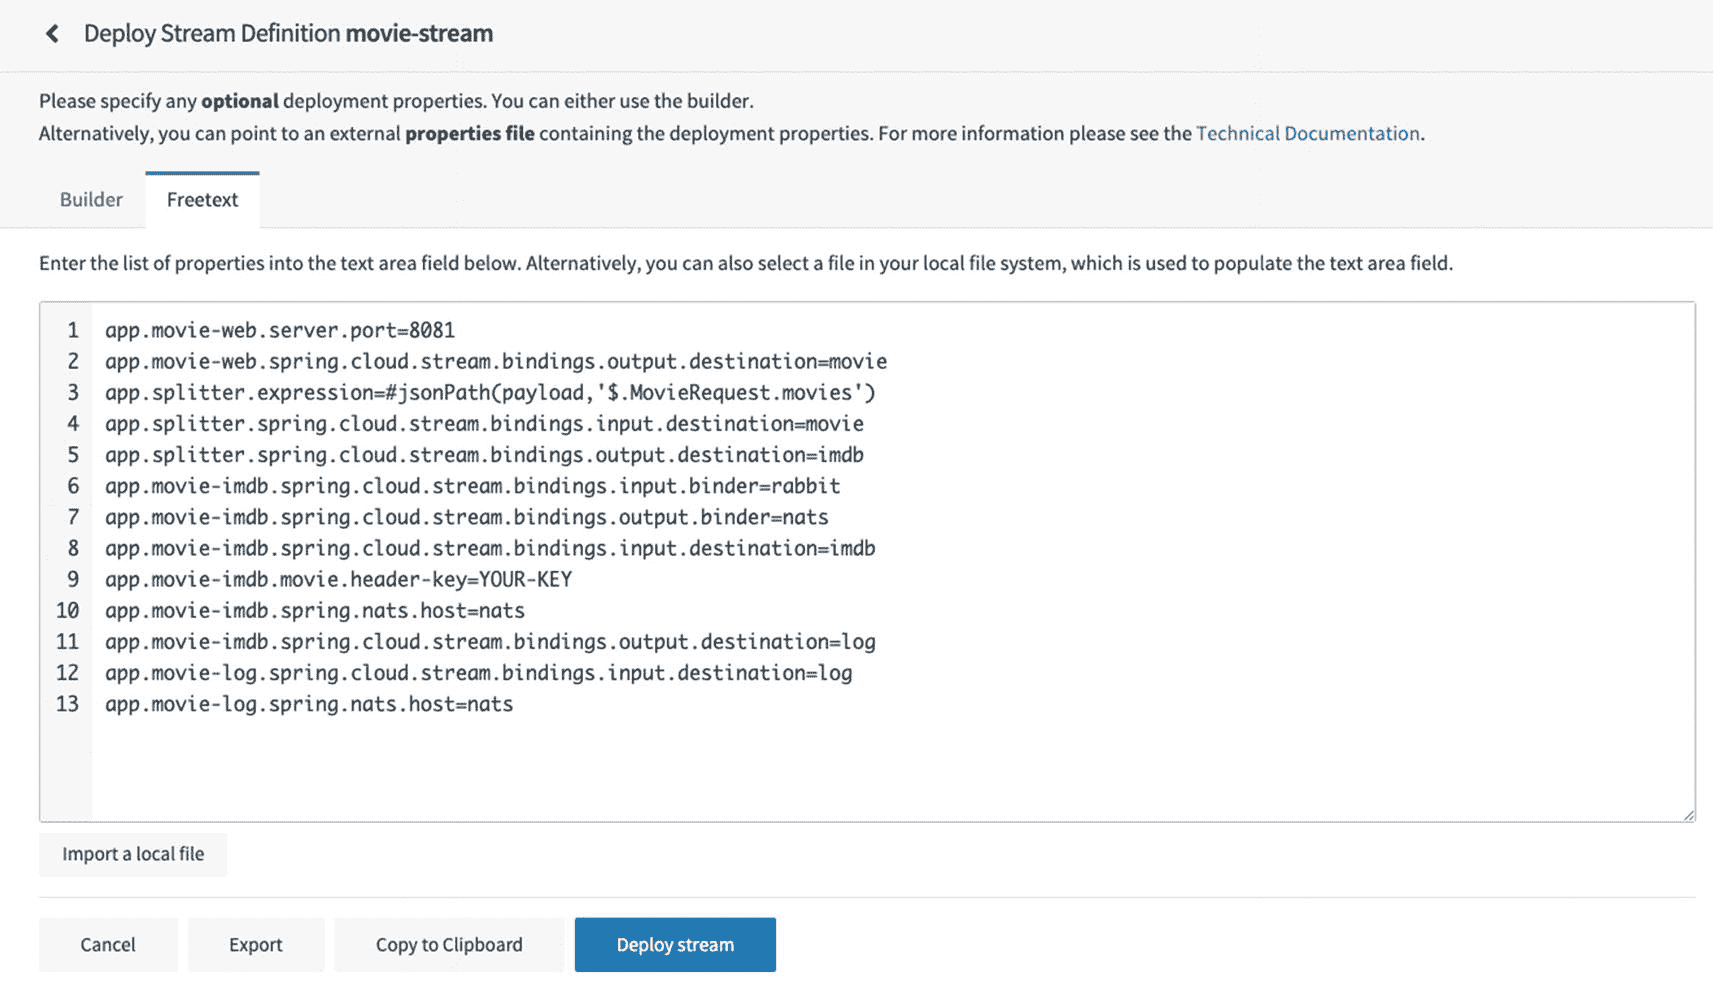 Deploy Stream Definition movie-stream
Please specify any optional deployment properties. You can either use the builder.
Alternatively, you can point to an external properties file containing the deployment properties. For more information please see the Technical Documentation.
Builder Freetext
Enter the list of properties into the text area field below. Alternatively, you can also select a file in your local file system, which is used to populate the text area field.
1 app.movie-web.server.port=8081
2 app.movie-web.spring.cloud.stream.bindings.output.destination=movie
3 app.splitter.expression=#jsonPath(payload,'$.MovieRequest.movies')
4 app.splitter.spring.cloud.stream.bindings.input.destination=movie
5 app.splitter.spring.cloud.stream.bindings.output.destination=imdb
6 app.movie-imdb.spring.cloud.stream.bindings.input.binder=rabbit
7 app.movie-imdb.spring.cloud.stream.bindings.output.binder=nats
8 app.movie-imdb.spring.cloud.stream.bindings.input.destination=imdb
9 app.movie-imdb.movie.header-key=YOUR-KEY
10 app.movie-imdb.spring.nats.host=nats
11 app.movie-imdb.spring.cloud.stream.bindings.output.destination=log
12 app.movie-log.spring.cloud.stream.bindings.input.destination=log
13 app.movie-log.spring.nats.host=nats
Import a local file
Cancel Export Copy to Clipboard Deploy stream